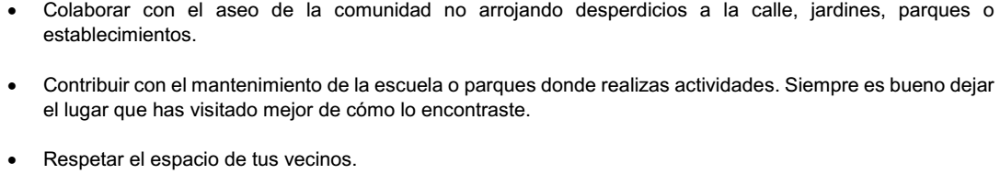 • Colaborar con el aseo de la comunidad no arrojando desperdicios a la calle, jardines, parques o
establecimientos.
• Contribuir con el mantenimiento de la escuela o parques donde realizas actividades. Siempre es bueno dejar
el lugar que has visitado mejor de cómo lo encontraste.
• Respetar el espacio de tus vecinos.